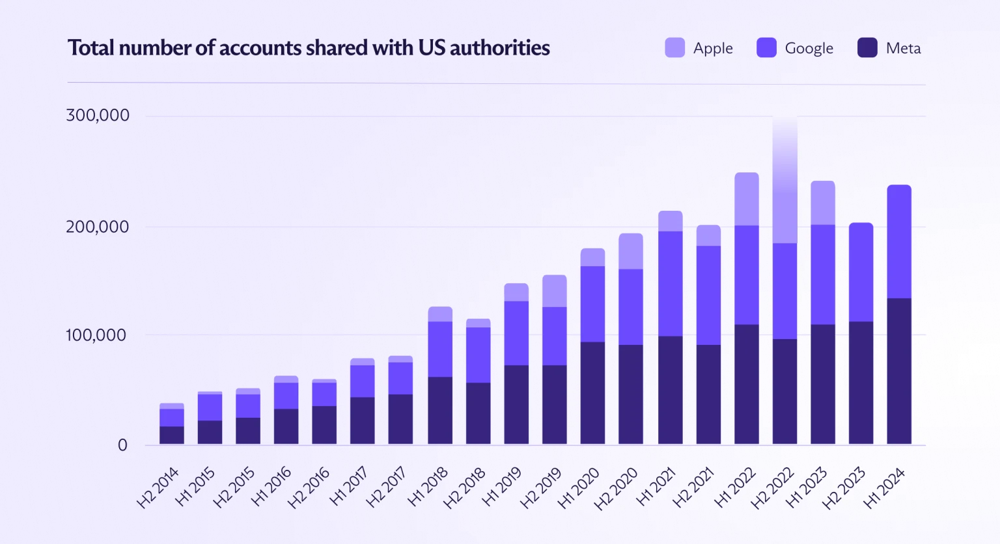 Total number of accounts shared with US authorities
Apple
Google
Meta
300,000
200,000
100,000
0
H2 2014
H1 2015
H2 2015
H1 2016
H2 2016
H1 2017
H2 2017
H1 2018
H2 2018
H1 2019
H2 2019
H1 2020
H2 2020
H1 2021
H2 2021
H1 2022
H2 2022
H1 2023
H2 2023
H1 2024